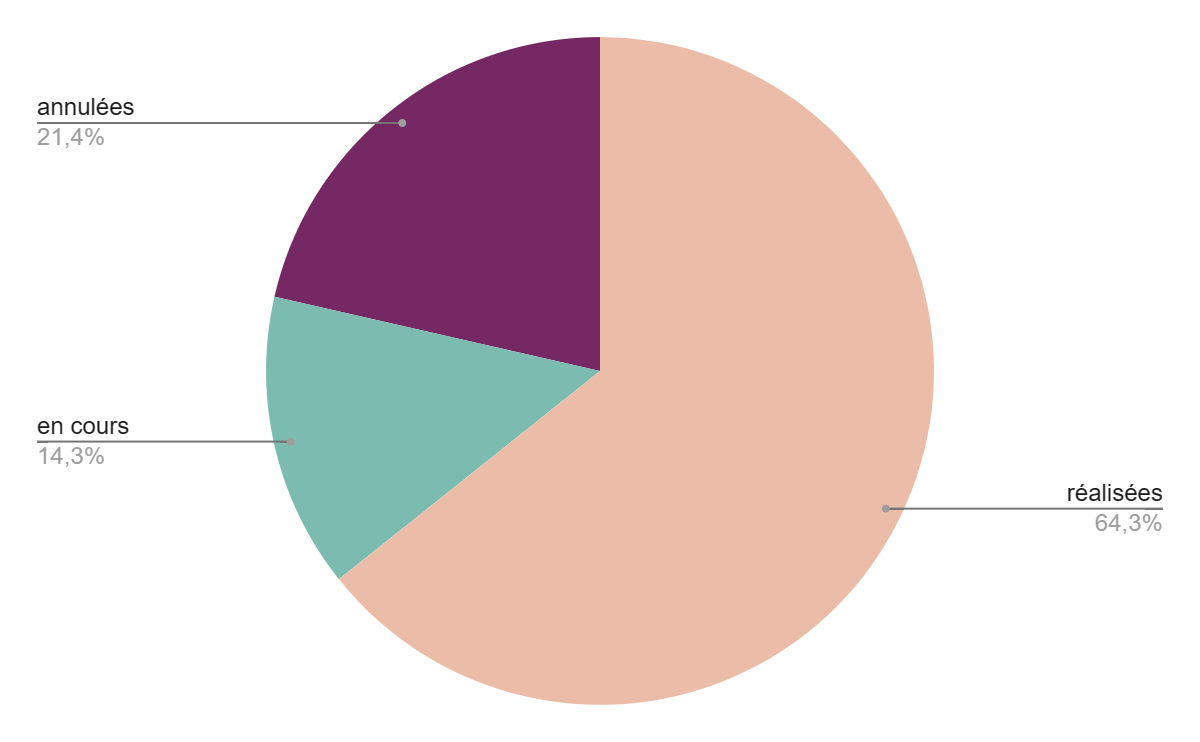 annulées
21,4%
en cours
14,3%
réalisées
64,3%